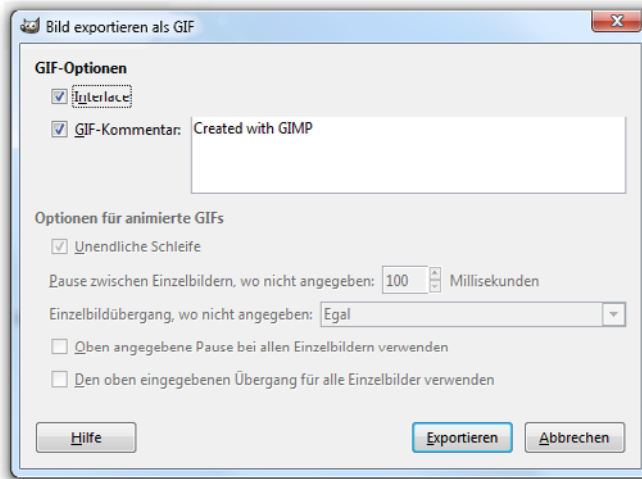 Bild exportieren als GIF
GIF-Optionen
Interlace
GIF-Kommentar: Created with GIMP
Optionen für animierte GIFs
Unendliche Schleife
Pause zwischen Einzelbildern, wo nicht angegeben: 100 Millisekunden
Einzelbildübergang, wo nicht angegeben: Egal
Oben angegebene Pause bei allen Einzelbildern verwenden
Den oben eingegebenen Übergang für alle Einzelbilder verwenden
Hilfe Exportieren Abbrechen